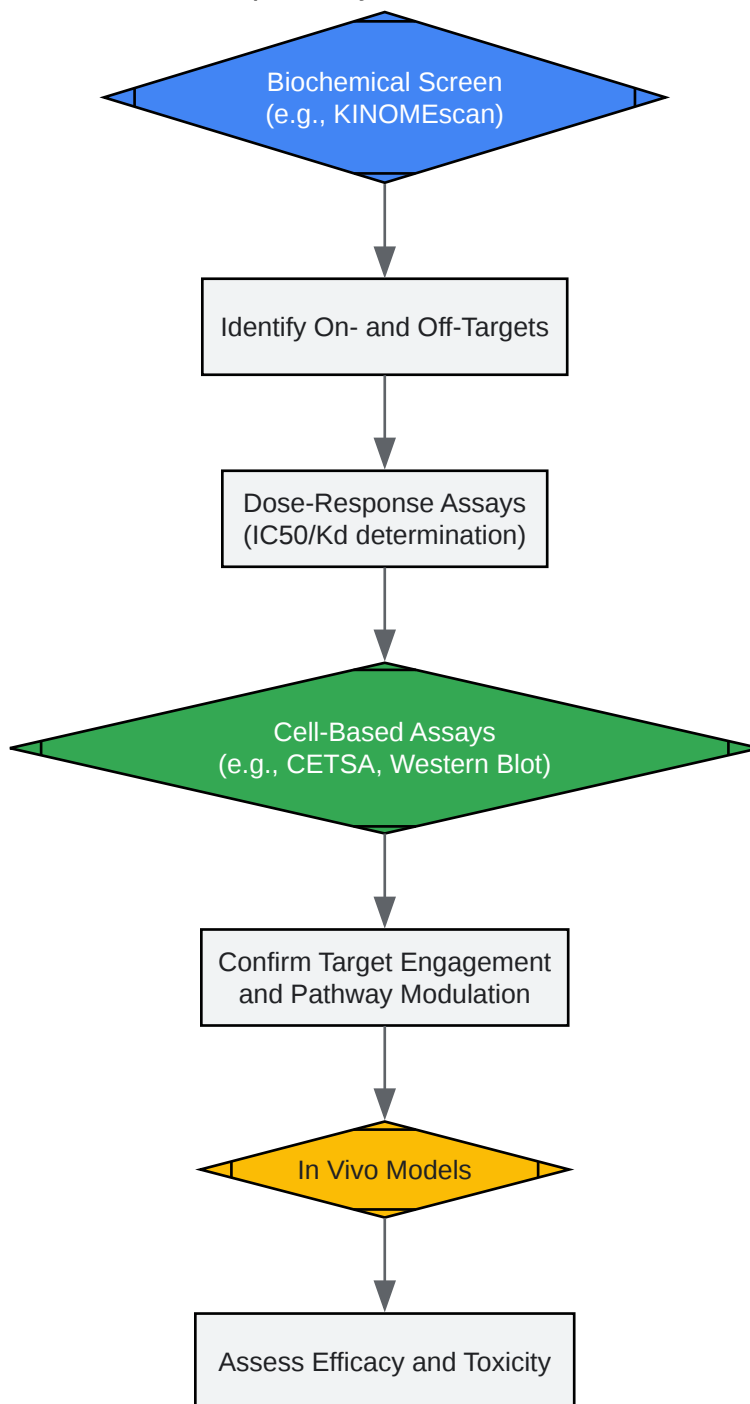 Biochemical Screen
(e.g., KINOMEscan)
Identify On- and Off-Targets
Dose-Response Assays
(IC50/Kd determination)
Cell-Based Assays
(e.g., CETSA, Western Blot)
Confirm Target Engagement
and Pathway Modulation
In Vivo Models
Assess Efficacy and Toxicity